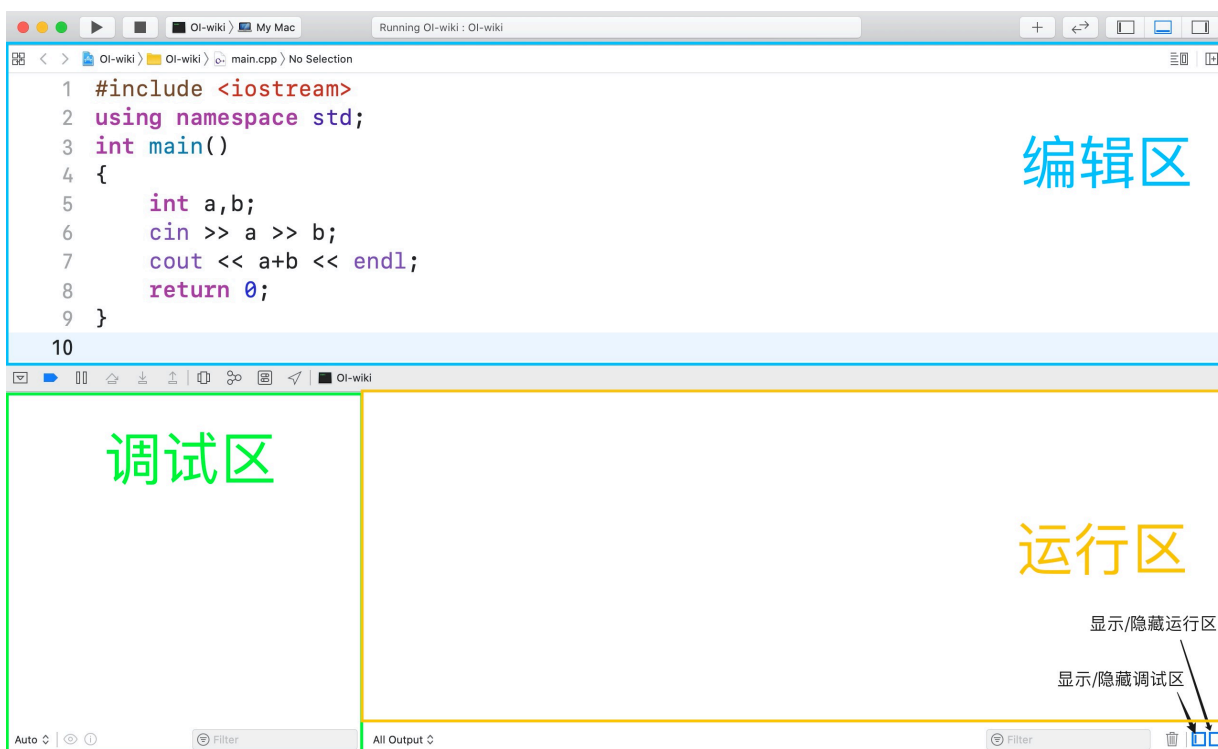 OI-wiki 〉 My Mac
Running OI-wiki : OI-wiki
OI-wiki 〉 OI-wiki 〉 main.cpp 〉 No Selection
1 #include <iostream>
2 using namespace std;
3 int main()
4 {
5     int a,b;
6     cin >> a >> b;
7     cout << a+b << endl;
8     return 0;
9 }
10
编辑区
OI-wiki
调试区
运行区
显示/隐藏运行区
显示/隐藏调试区
Auto
Filter
All Output
Filter